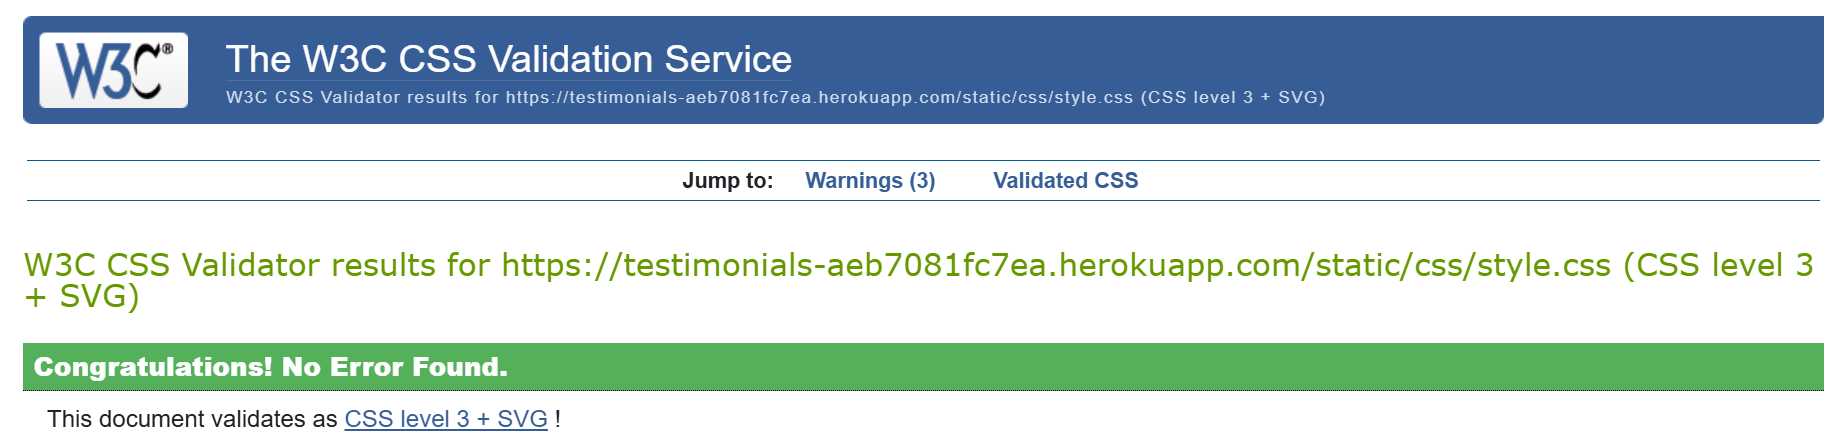 W3C®
The W3C CSS Validation Service
W3C CSS Validator results for https://testimonials-aeb7081fc7ea.herokuapp.com/static/css/style.css (CSS level 3 + SVG)
Jump to: Warnings (3) Validated CSS
W3C CSS Validator results for https://testimonials-aeb7081fc7ea.herokuapp.com/static/css/style.css (CSS level 3
+ SVG)
Congratulations! No Error Found.
This document validates as CSS level 3 + SVG !